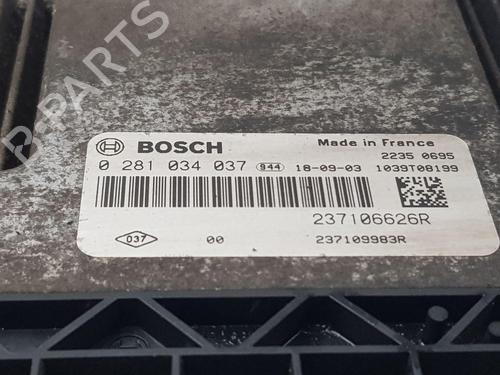 B-PARTS
BOSCH
Made in France
0 281 034 037 944 18-09-03
2235 0695
1039T08199
237106626R
037 00 237109983R